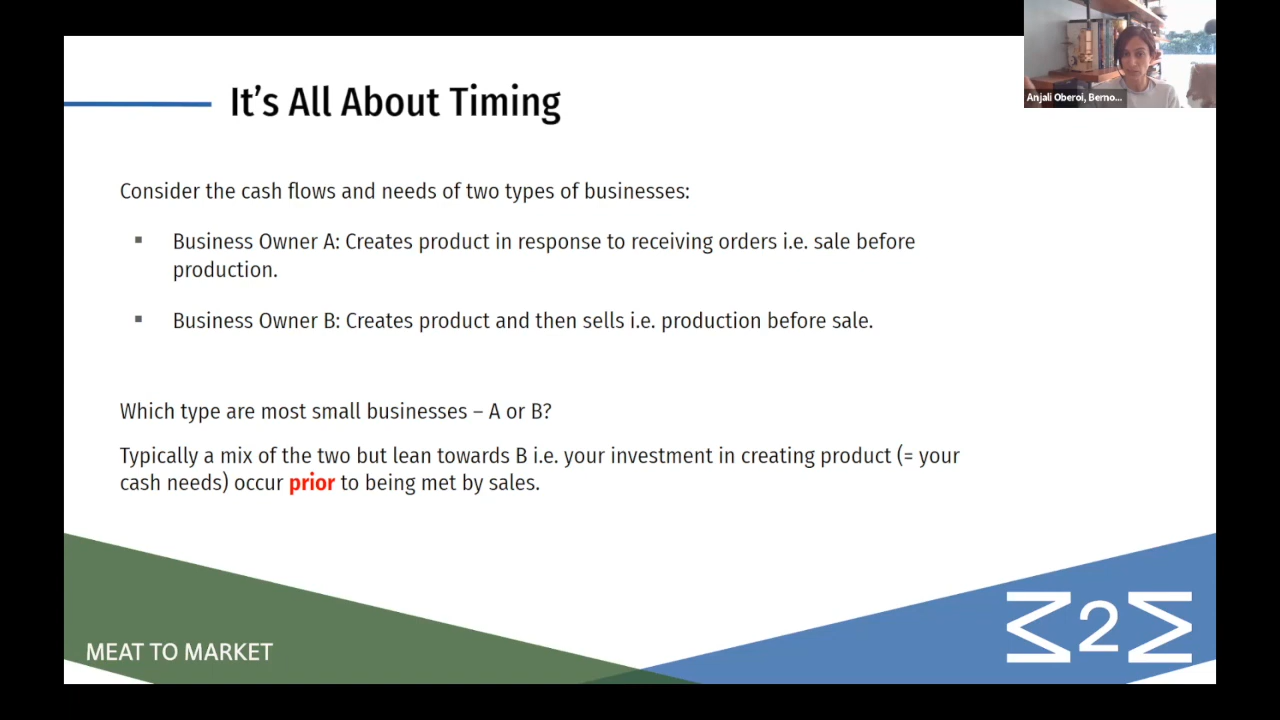 Anjali Oberoi, Berno...
It's All About Timing
Consider the cash flows and needs of two types of businesses:
▪ Business Owner A: Creates product in response to receiving orders i.e. sale before
production.
▪ Business Owner B: Creates product and then sells i.e. production before sale.
Which type are most small businesses – A or B?
Typically a mix of the two but lean towards B i.e. your investment in creating product (= your
cash needs) occur prior to being met by sales.
MEAT TO MARKET
M2M